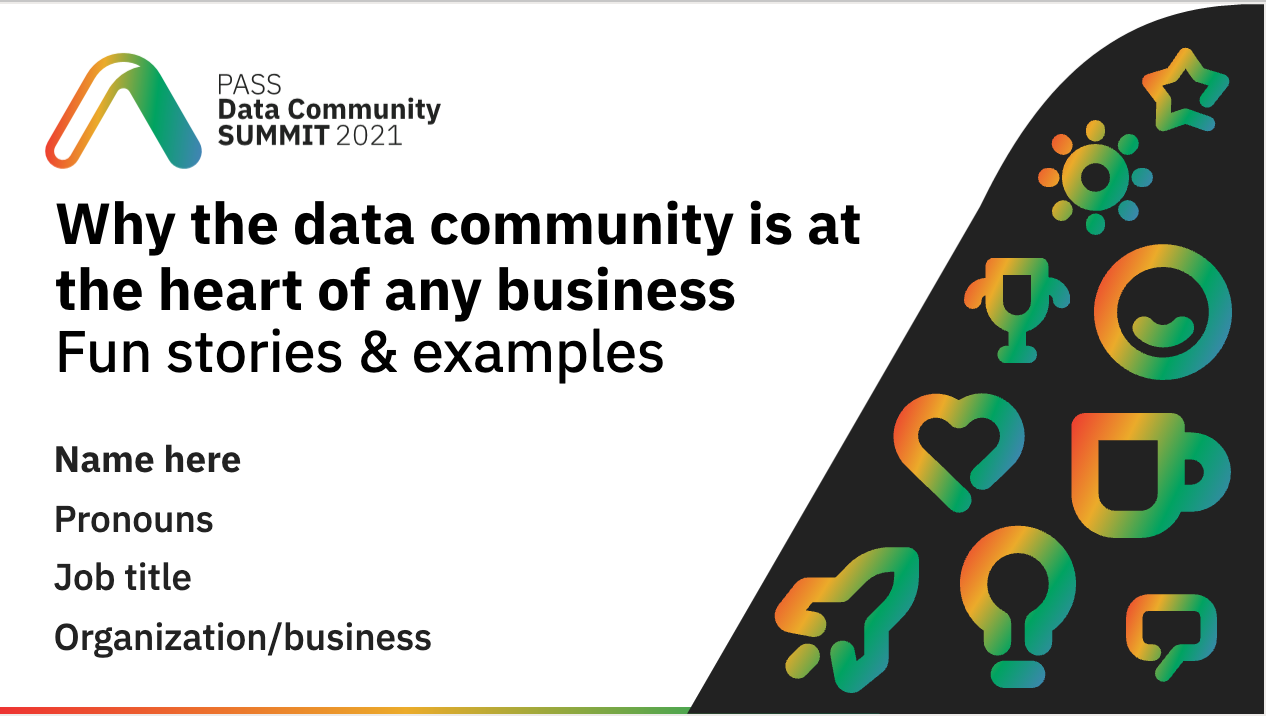 PASS
Data Community
SUMMIT 2021
Why the data community is at
the heart of any business
Fun stories & examples
Name here
Pronouns
Job title
Organization/business